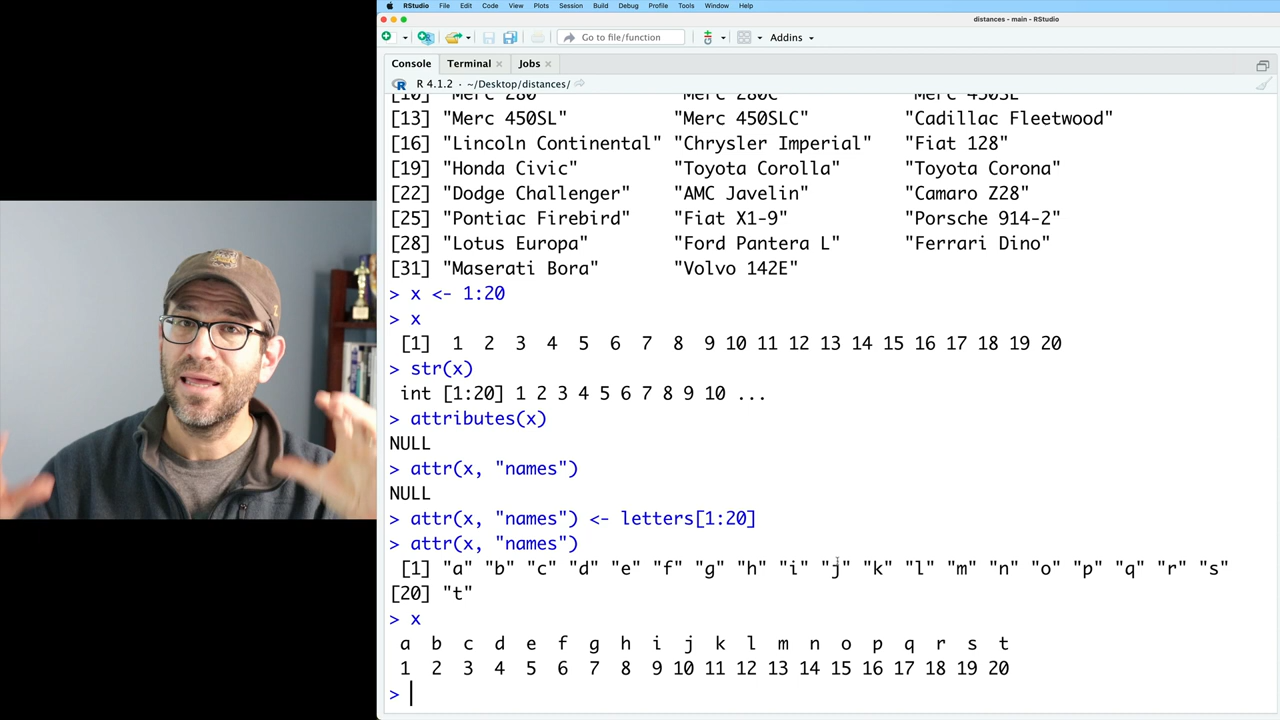 RStudio File Edit Code View Plots Session Build Debug Profile Tools Window Help
distances - main - RStudio
Go to file/function Addins
Console Terminal Jobs
R 4.1.2 · ~/Desktop/distances/
[10] "Merc 280" "Merc 280C" "Merc 450SE"
[13] "Merc 450SL" "Merc 450SLC" "Cadillac Fleetwood"
[16] "Lincoln Continental" "Chrysler Imperial" "Fiat 128"
[19] "Honda Civic" "Toyota Corolla" "Toyota Corona"
[22] "Dodge Challenger" "AMC Javelin" "Camaro Z28"
[25] "Pontiac Firebird" "Fiat X1-9" "Porsche 914-2"
[28] "Lotus Europa" "Ford Pantera L" "Ferrari Dino"
[31] "Maserati Bora" "Volvo 142E"
> x <- 1:20
> x
[1] 1 2 3 4 5 6 7 8 9 10 11 12 13 14 15 16 17 18 19 20
> str(x)
int [1:20] 1 2 3 4 5 6 7 8 9 10 ...
> attributes(x)
NULL
> attr(x, "names")
NULL
> attr(x, "names") <- letters[1:20]
> attr(x, "names")
[1] "a" "b" "c" "d" "e" "f" "g" "h" "i" "j" "k" "l" "m" "n" "o" "p" "q" "r" "s"
[20] "t"
> x
a b c d e f g h i j k l m n o p q r s t
1 2 3 4 5 6 7 8 9 10 11 12 13 14 15 16 17 18 19 20
>